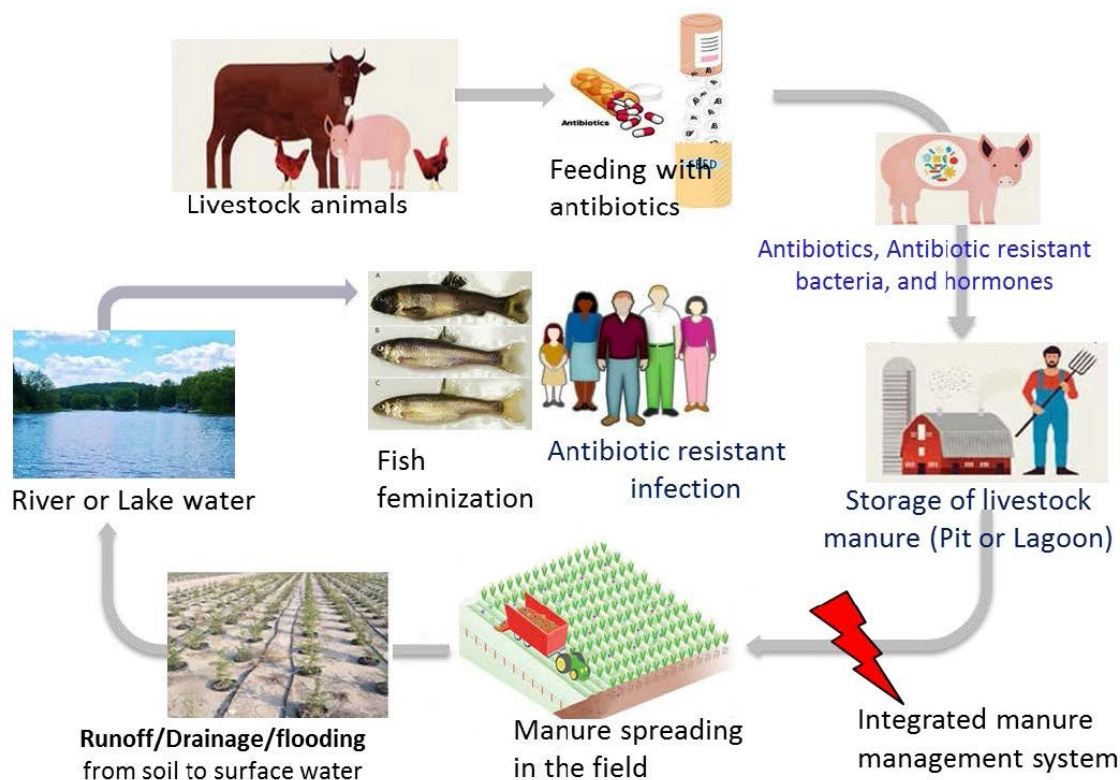 Antibiotics
FEED
Livestock animals
Feeding with
antibiotics
Antibiotics, Antibiotic resistant
bacteria, and hormones
Storage of livestock
manure (Pit or Lagoon)
Integrated manure
management system
Manure spreading
in the field
Runoff/Drainage/flooding
from soil to surface water
River or Lake water
A
B
C
Fish
feminization
Antibiotic resistant
infection